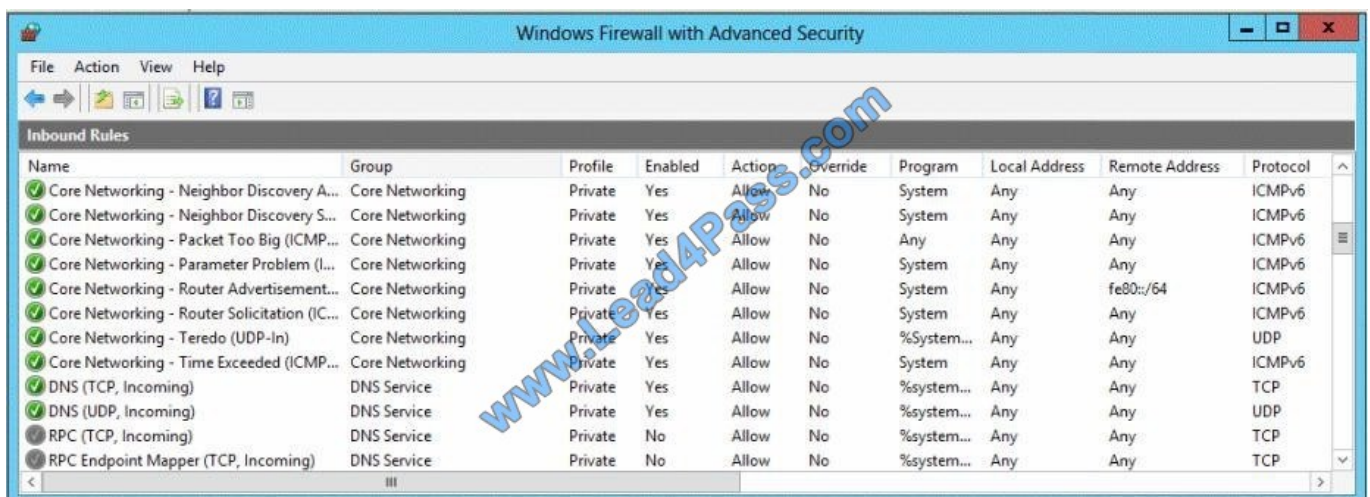 Windows Firewall with Advanced Security
File Action View Help
Inbound Rules
Name Group Profile Enabled Action Override Program Local Address Remote Address Protocol
Core Networking - Neighbor Discovery A... Core Networking Private Yes Allow No System Any Any ICMPv6
Core Networking - Neighbor Discovery S... Core Networking Private Yes Allow No System Any Any ICMPv6
Core Networking - Packet Too Big (ICMP... Core Networking Private Yes Allow No Any Any Any ICMPv6
Core Networking - Parameter Problem (I... Core Networking Private Yes Allow No System Any Any ICMPv6
Core Networking - Router Advertisement... Core Networking Private Yes Allow No System Any fe80::/64 ICMPv6
Core Networking - Router Solicitation (IC... Core Networking Private Yes Allow No System Any Any ICMPv6
Core Networking - Teredo (UDP-In) Core Networking Private Yes Allow No %System... Any Any UDP
Core Networking - Time Exceeded (ICMP... Core Networking Private Yes Allow No System Any Any ICMPv6
DNS (TCP, Incoming) DNS Service Private Yes Allow No %system... Any Any TCP
DNS (UDP, Incoming) DNS Service Private Yes Allow No %system... Any Any UDP
RPC (TCP, Incoming) DNS Service Private No Allow No %system... Any Any TCP
RPC Endpoint Mapper (TCP, Incoming) DNS Service Private No Allow No %system... Any Any TCP
www.Lead4Pass.com